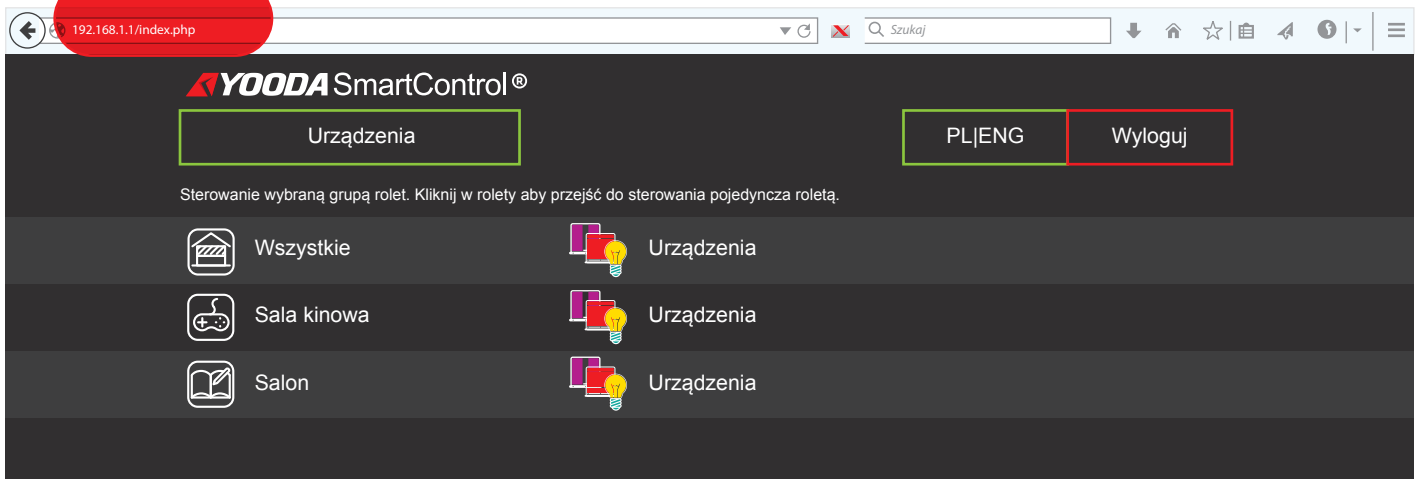 192.168.1.1/index.php
Szukaj
YOODA SmartControl®
Urządzenia
PL|ENG
Wyloguj
Sterowanie wybraną grupą rolet. Kliknij w rolety aby przejść do sterowania pojedyncza roletą.
Wszystkie
Urządzenia
Sala kinowa
Urządzenia
Salon
Urządzenia